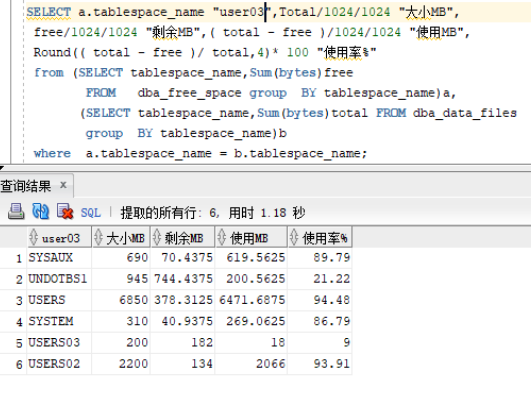 SELECT a.tablespace_name "user03",Total/1024/1024 "大小MB",
free/1024/1024 "剩余MB",( total - free )/1024/1024 "使用MB",
Round(( total - free )/ total,4)* 100 "使用率%"
from (SELECT tablespace_name,Sum(bytes)free
FROM dba_free_space group BY tablespace_name)a,
(SELECT tablespace_name,Sum(bytes)total FROM dba_data_files
group BY tablespace_name)b
where a.tablespace_name = b.tablespace_name;
查询结果 x
SQL | 提取的所有行: 6, 用时 1.18 秒
user03 大小MB 剩余MB 使用MB 使用率%
1 SYSAUX 690 70.4375 619.5625 89.79
2 UNDOTBS1 945 744.4375 200.5625 21.22
3 USERS 6850 378.3125 6471.6875 94.48
4 SYSTEM 310 40.9375 269.0625 86.79
5 USERS03 200 182 18 9
6 USERS02 2200 134 2066 93.91